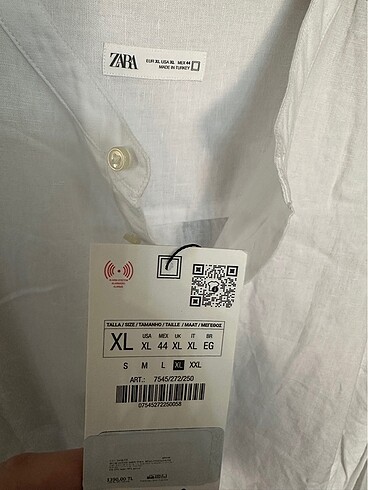 ZARA
EUR XL USA XL MEX 44
MADE IN TURKEY
TALLA / SIZE / TAMANHO / TAILLE / MAAT / МЕГЕӨОΣ
XL
USA MEX UK IT BR
XL 44 XL XL EG
S M L XL XXL
ART.: 7545/272/250
07545272250058